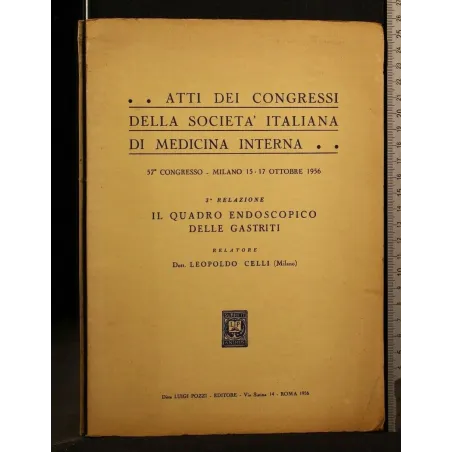 . . ATTI DEI CONGRESSI
DELLA SOCIETA' ITALIANA
DI MEDICINA INTERNA . .
57° CONGRESSO - MILANO 15 - 17 OTTOBRE 1956
2ª RELAZIONE
IL QUADRO ENDOSCOPICO
DELLE GASTRITI
RELATORE
Dott. LEOPOLDO CELLI (Milano)
Ditta LUIGI POZZI - EDITORE - Via Sistina 14 - ROMA 1956